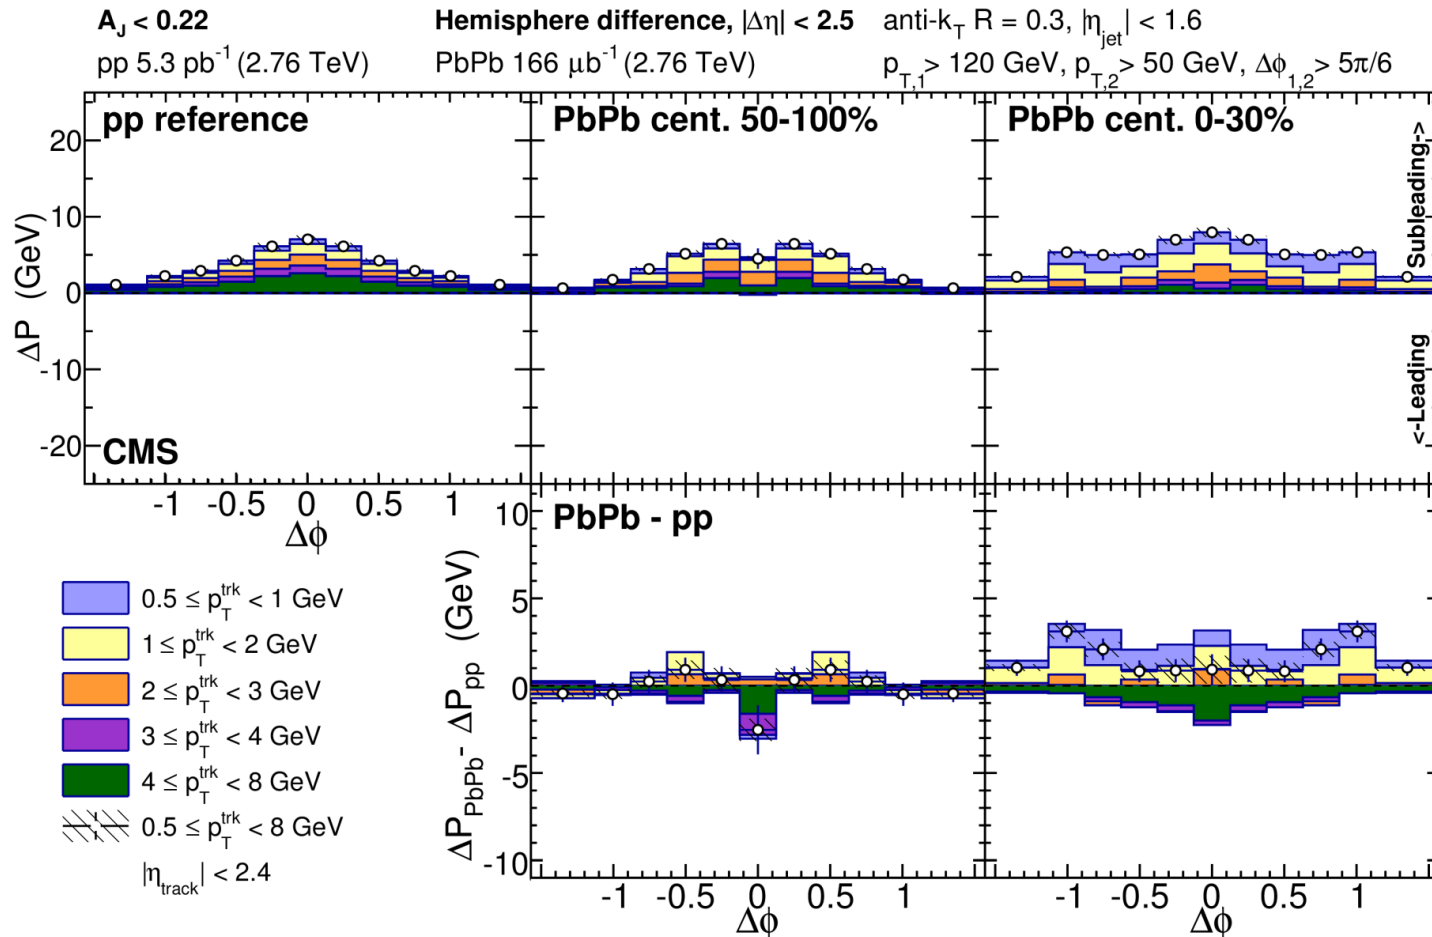 A_J < 0.22
Hemisphere difference, |Δη| < 2.5
anti-k_T R = 0.3, |η_jet| < 1.6
pp 5.3 pb^-1 (2.76 TeV)
PbPb 166 μb^-1 (2.76 TeV)
p_T,1 > 120 GeV, p_T,2 > 50 GeV, Δϕ_1,2 > 5π/6
pp reference
PbPb cent. 50-100%
PbPb cent. 0-30%
20
10
0
-10
-20
ΔP (GeV)
CMS
Subleading->
<-Leading
-1 -0.5 0 0.5 1
Δϕ
PbPb - pp
10
5
0
-5
-10
ΔP_PbPb - ΔP_pp (GeV)
-1 -0.5 0 0.5 1
Δϕ
-1 -0.5 0 0.5 1
Δϕ
0.5 ≤ p_T^trk < 1 GeV
1 ≤ p_T^trk < 2 GeV
2 ≤ p_T^trk < 3 GeV
3 ≤ p_T^trk < 4 GeV
4 ≤ p_T^trk < 8 GeV
0.5 ≤ p_T^trk < 8 GeV
|η_track| < 2.4